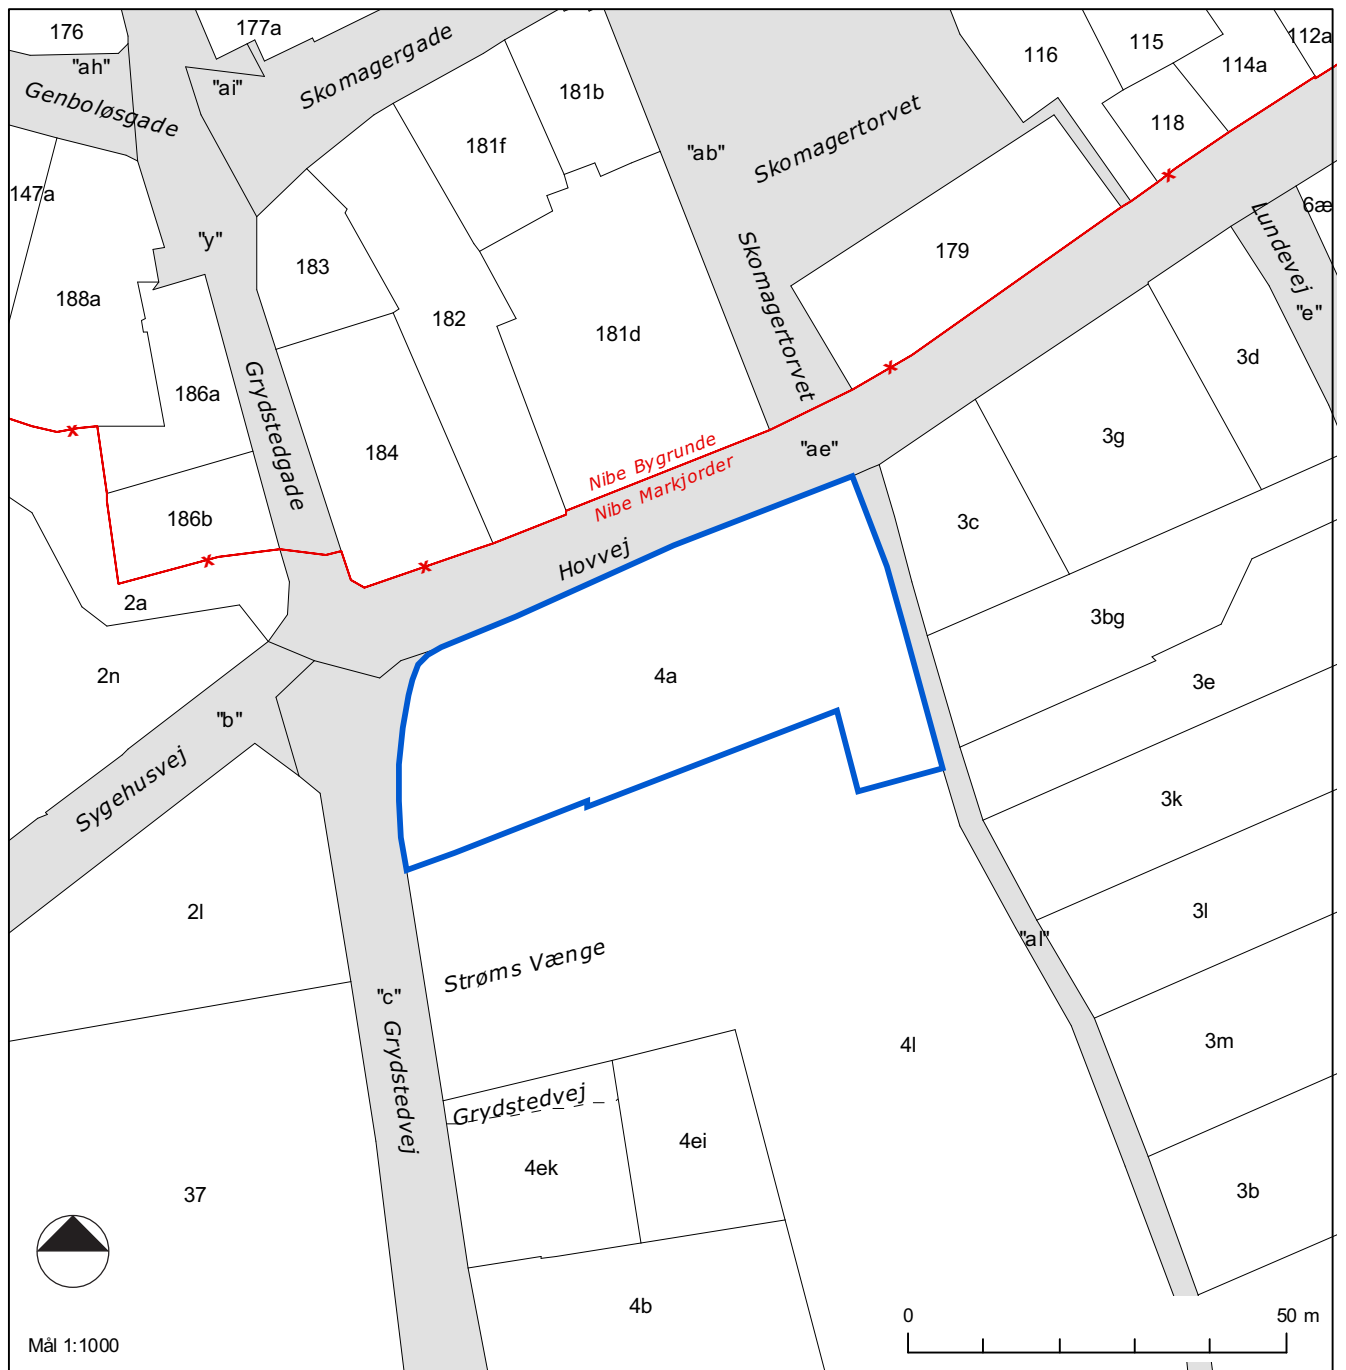 176
177a
"ah"
"ai"
Genboløsgade
Skomagergade
181b
181f
"ab"
Skomagertorvet
116
115
112a
114a
118
147a
"y"
183
188a
182
181d
Skomagertorvet
179
Lundevej
6æ
"e"
3d
186a
Grydstedgade
184
Nibe Bygrunde
Nibe Markjorder
"ae"
3g
186b
3c
Hovvej
2a
3bg
2n
4a
3e
"b"
Sygehusvej
3k
2l
3l
"al"
Strøms Vænge
"c"
Grydstedvej
4l
3m
Grydstedvej
4ei
4ek
37
3b
4b
0
50 m
Mål 1:1000